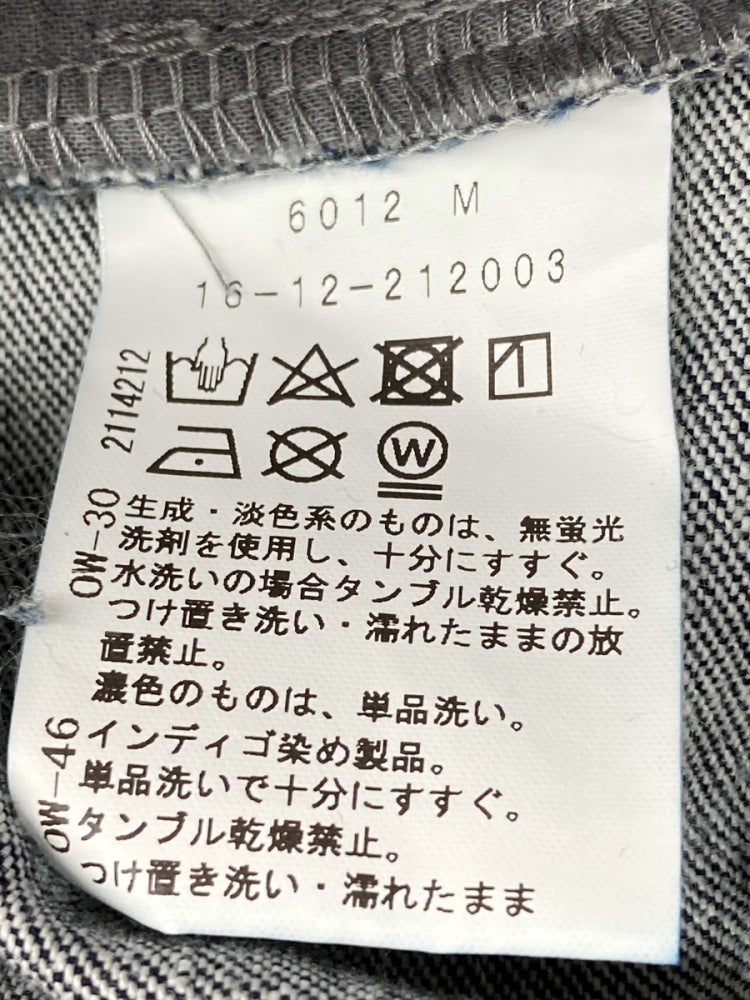 6012 M
16-12-212003
2114212
W
OW-30
生成・淡色系のものは、無蛍光
洗剤を使用し、十分にすすぐ。
水洗いの場合タンブル乾燥禁止。
つけ置き洗い・濡れたままの放
置禁止。
濃色のものは、単品洗い。
OW-46
インディゴ染め製品。
単品洗いで十分にすすぐ。
タンブル乾燥禁止。
つけ置き洗い・濡れたまま